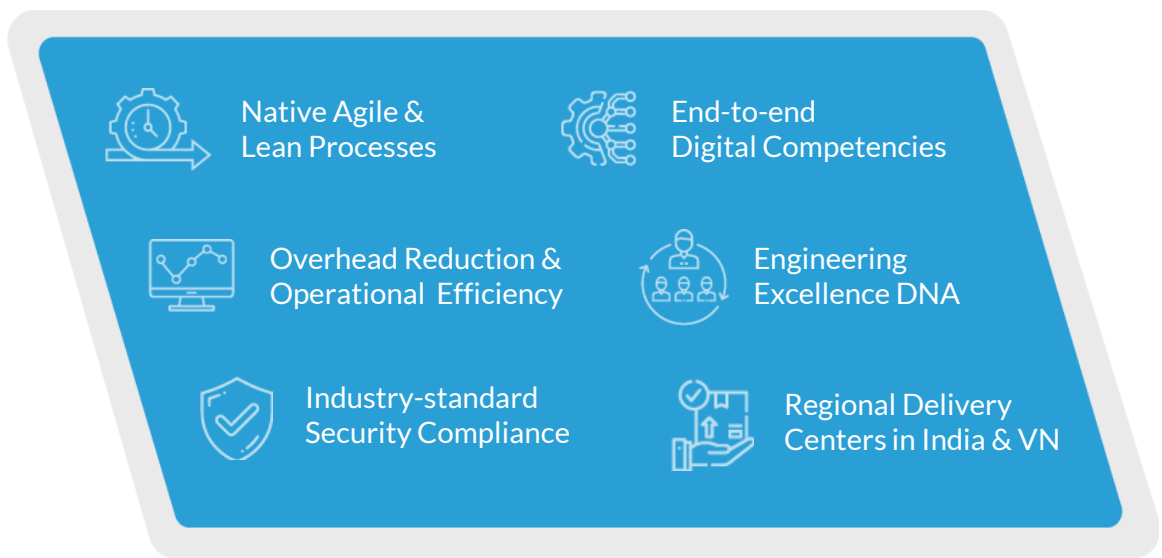 Native Agile &
Lean Processes
End-to-end
Digital Competencies
Overhead Reduction &
Operational  Efficiency
Engineering
Excellence DNA
Industry-standard
Security Compliance
Regional Delivery
Centers in India & VN